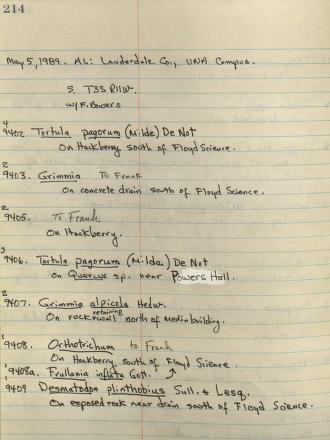 214
May 5, 1989. AL: Lauderdale Co., UNA Campus.
S. T3S R11W.
w/ F. Bowers
4
9402 Tortula pagorum (Milde) De Not
On Hackberry south of Floyd Science.
2
9403. Grimmia To Frank
On concrete drain south of Floyd Science.
2
9405. To Frank
On Hackberry.
3
9406. Tortula pagorum (Milde) De Not
on Quercus sp. near Powers Hall.
2
9407. Grimmia alpicola Hedw.
retaining
On rock wall north of Media building.
1
9408. Orthotrichum to Frank
On Hackberry south of Floyd Science.
1
9408a. Frullania inflata Gott. ↑
9409 Desmatodon plinthobius Sull. & Lesq.
On exposed rock near drain south of Floyd Science.